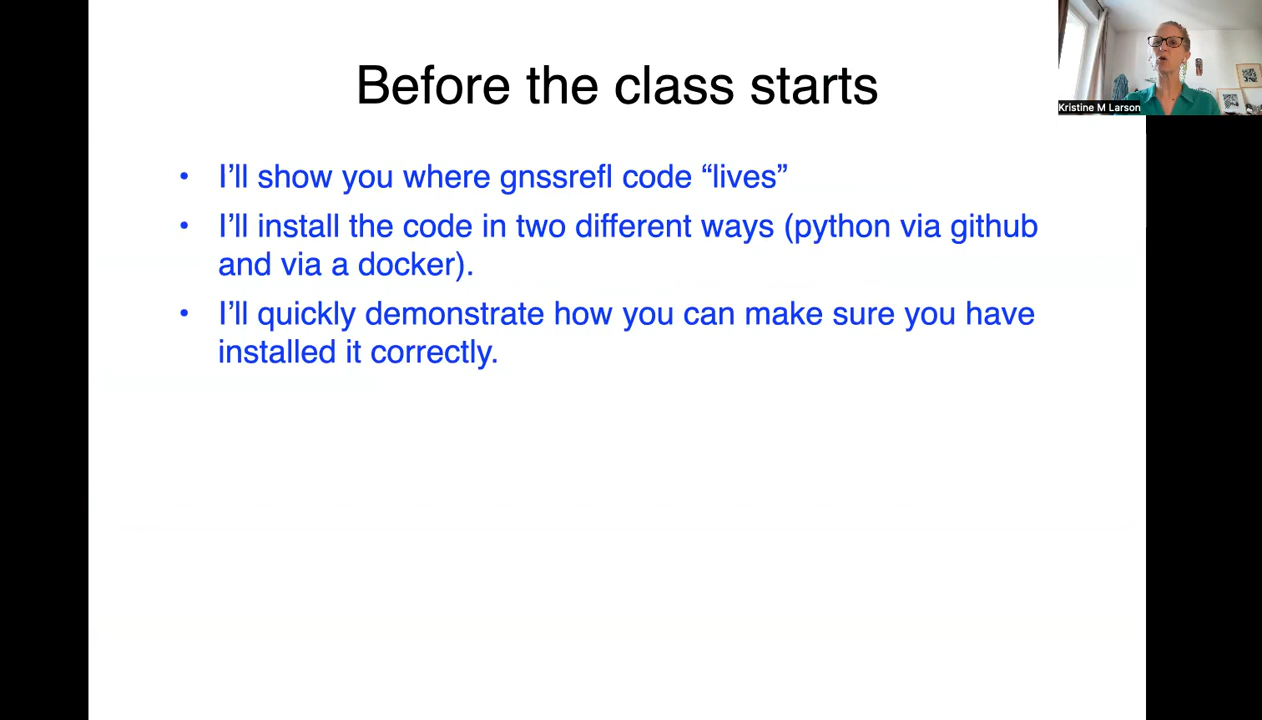 Before the class starts
Kristine M Larson
• I'll show you where gnssrefl code “lives”
• I'll install the code in two different ways (python via github
and via a docker).
• I'll quickly demonstrate how you can make sure you have
installed it correctly.